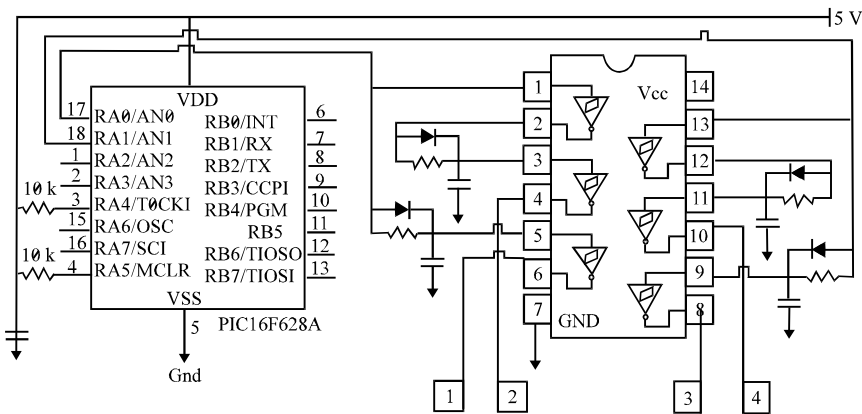 5 V
VDD
17 RA0/AN0
18 RA1/AN1
1 RA2/AN2
2 RA3/AN3
10 k 3 RA4/T0CKI
15 RA6/OSC
16 RA7/SCI
10 k 4 RA5/MCLR
VSS
RB0/INT 6
RB1/RX 7
RB2/TX 8
RB3/CCPI 9
RB4/PGM 10
RB5 11
RB6/TIOSO 12
RB7/TIOSI 13
5 PIC16F628A
Gnd
1
2
3
4
5
6
7
GND
Vcc
14
13
12
11
10
9
8
1
2
3
4